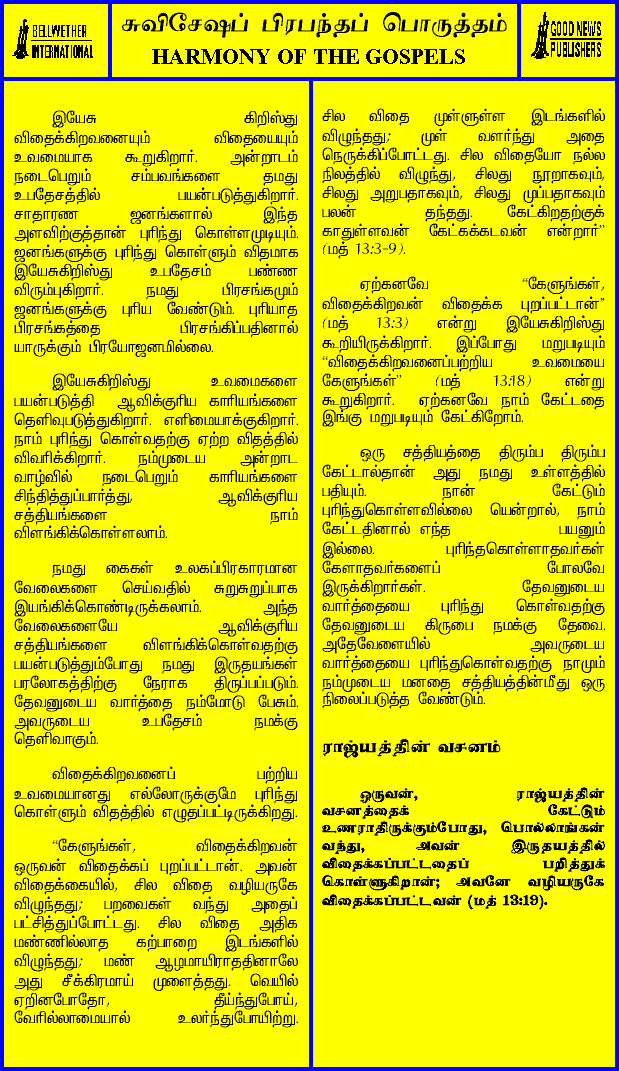 BELLWETHER
INTERNATIONAL
சுவிசேஷப் பிரபந்தப் பொருத்தம்
HARMONY OF THE GOSPELS
GOOD NEWS
PUBLISHERS
இயேசு கிறிஸ்து
விதைக்கிறவனையும் விதையையும்
உவமையாக கூறுகிறார். அன்றாடம்
நடைபெறும் சம்பவங்களை தமது
உபதேசத்தில் பயன்படுத்துகிறார்.
சாதாரண ஜனங்களால் இந்த
அளவிற்குத்தான் புரிந்து கொள்ளமுடியும்.
ஜனங்களுக்கு புரிந்து கொள்ளும் விதமாக
இயேசுகிறிஸ்து உபதேசம் பண்ண
விரும்புகிறார். நமது பிரசங்கமும்
ஜனங்களுக்கு புரிய வேண்டும். புரியாத
பிரசங்கத்தை பிரசங்கிப்பதினால்
யாருக்கும் பிரயோஜனமில்லை.
இயேசுகிறிஸ்து உவமைகளை
பயன்படுத்தி ஆவிக்குரிய காரியங்களை
தெளிவுபடுத்துகிறார். எளிமையாக்குகிறார்.
நாம் புரிந்து கொள்வதற்கு ஏற்ற விதத்தில்
விவரிக்கிறார். நம்முடைய அன்றாட
வாழ்வில் நடைபெறும் காரியங்களை
சிந்தித்துப்பார்த்து, ஆவிக்குரிய
சத்தியங்களை நாம்
விளங்கிக்கொள்ளலாம்.
நமது கைகள் உலகப்பிரகாரமான
வேலைகளை செய்வதில் சுறுசுறுப்பாக
இயங்கிக்கொண்டிருக்கலாம். அந்த
வேலைகளையே ஆவிக்குரிய
சத்தியங்களை விளங்கிக்கொள்வதற்கு
பயன்படுத்தும்போது நமது இருதயங்கள்
பரலோகத்திற்கு நேராக திருப்பப்படும்.
தேவனுடைய வார்த்தை நம்மோடு பேசும்.
அவருடைய உபதேசம் நமக்கு
தெளிவாகும்.
விதைக்கிறவனைப் பற்றிய
உவமையானது எல்லோருக்குமே புரிந்து
கொள்ளும் விதத்தில் எழுதப்பட்டிருக்கிறது.
“கேளுங்கள், விதைக்கிறவன்
ஒருவன் விதைக்கப் புறப்பட்டான். அவன்
விதைக்கையில், சில விதை வழியருகே
விழுந்தது; பறவைகள் வந்து அதைப்
பட்சித்துப்போட்டது. சில விதை அதிக
மண்ணில்லாத கற்பாறை இடங்களில்
விழுந்தது; மண் ஆழமாயிராததினாலே
அது சீக்கிரமாய் முளைத்தது. வெயில்
ஏறினபோதோ, தீய்ந்துபோய்,
வேரில்லாமையால் உலர்ந்துபோயிற்று.
சில விதை முள்ளுள்ள இடங்களில்
விழுந்தது; முள் வளர்ந்து அதை
நெருக்கிப்போட்டது. சில விதையோ நல்ல
நிலத்தில் விழுந்து, சிலது நூறாகவும்,
சிலது அறுபதாகவும், சிலது முப்பதாகவும்
பலன் தந்தது. கேட்கிறதற்குக்
காதுள்ளவன் கேட்கக்கடவன் என்றார்”
(மத் 13:3-9).
ஏற்கனவே “கேளுங்கள்,
விதைக்கிறவன் விதைக்க புறப்பட்டான்”
(மத் 13:3) என்று இயேசுகிறிஸ்து
கூறியிருக்கிறார். இப்போது மறுபடியும்
“விதைக்கிறவனைப்பற்றிய உவமையை
கேளுங்கள்” (மத் 13:18) என்று
கூறுகிறார். ஏற்கனவே நாம் கேட்டதை
இங்கு மறுபடியும் கேட்கிறோம்.
ஒரு சத்தியத்தை திரும்ப திரும்ப
கேட்டால்தான் அது நமது உள்ளத்தில்
பதியும். நான் கேட்டும்
புரிந்துகொள்ளவில்லை யென்றால், நாம்
கேட்டதினால் எந்த பயனும்
இல்லை. புரிந்தகொள்ளாதவர்கள்
கேளாதவர்களைப் போலவே
இருக்கிறார்கள். தேவனுடைய
வார்த்தையை புரிந்து கொள்வதற்கு
தேவனுடைய கிருபை நமக்கு தேவை.
அதேவேளையில் அவருடைய
வார்த்தையை புரிந்துகொள்வதற்கு நாமும்
நம்முடைய மனதை சத்தியத்தின்மீது ஒரு
நிலைப்படுத்த வேண்டும்.
ராஜ்யத்தின் வசனம்
ஒருவன், ராஜ்யத்தின்
வசனத்தைக் கேட்டும்
உணராதிருக்கும்போது, பொல்லாங்கன்
வந்து, அவன் இருதயத்தில்
விதைக்கப்பட்டதைப் பறித்துக்
கொள்ளுகிறான்; அவனே வழியருகே
விதைக்கப்பட்டவன் (மத் 13:19).